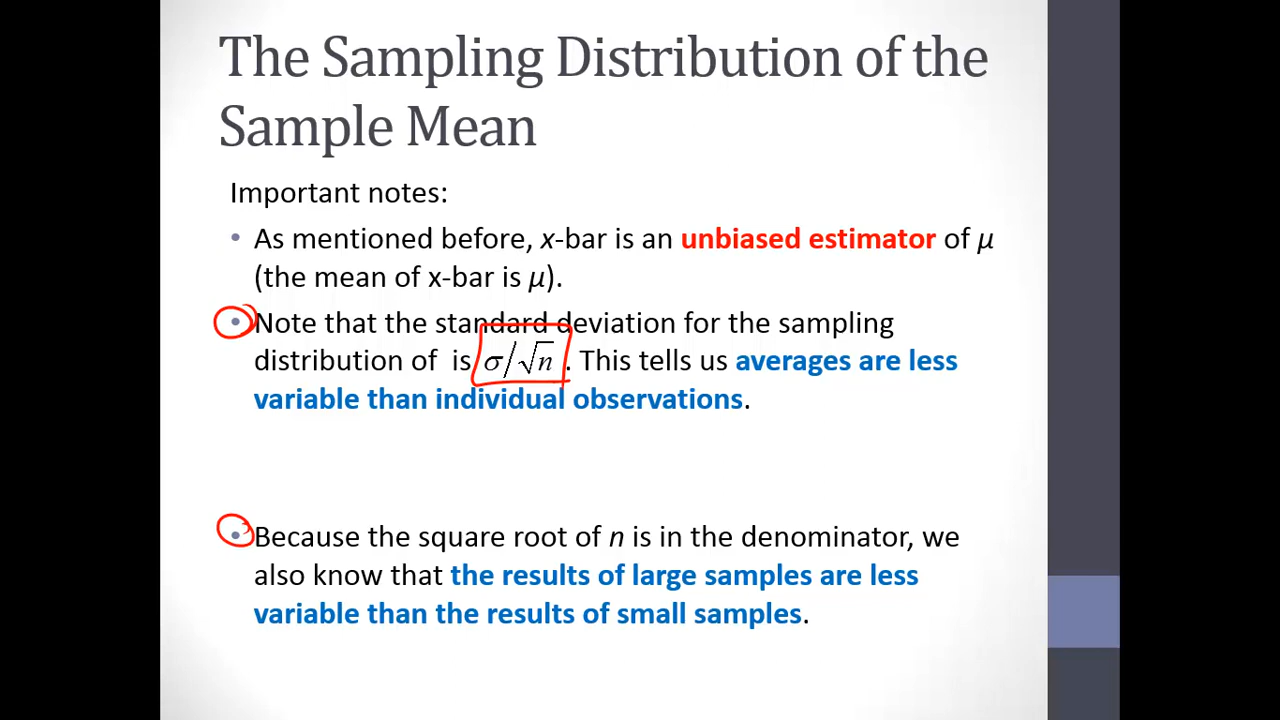 The Sampling Distribution of the
Sample Mean
Important notes:
• As mentioned before, x-bar is an unbiased estimator of μ
(the mean of x-bar is μ).
• Note that the standard deviation for the sampling
distribution of is σ/√n. This tells us averages are less
variable than individual observations.
• Because the square root of n is in the denominator, we
also know that the results of large samples are less
variable than the results of small samples.